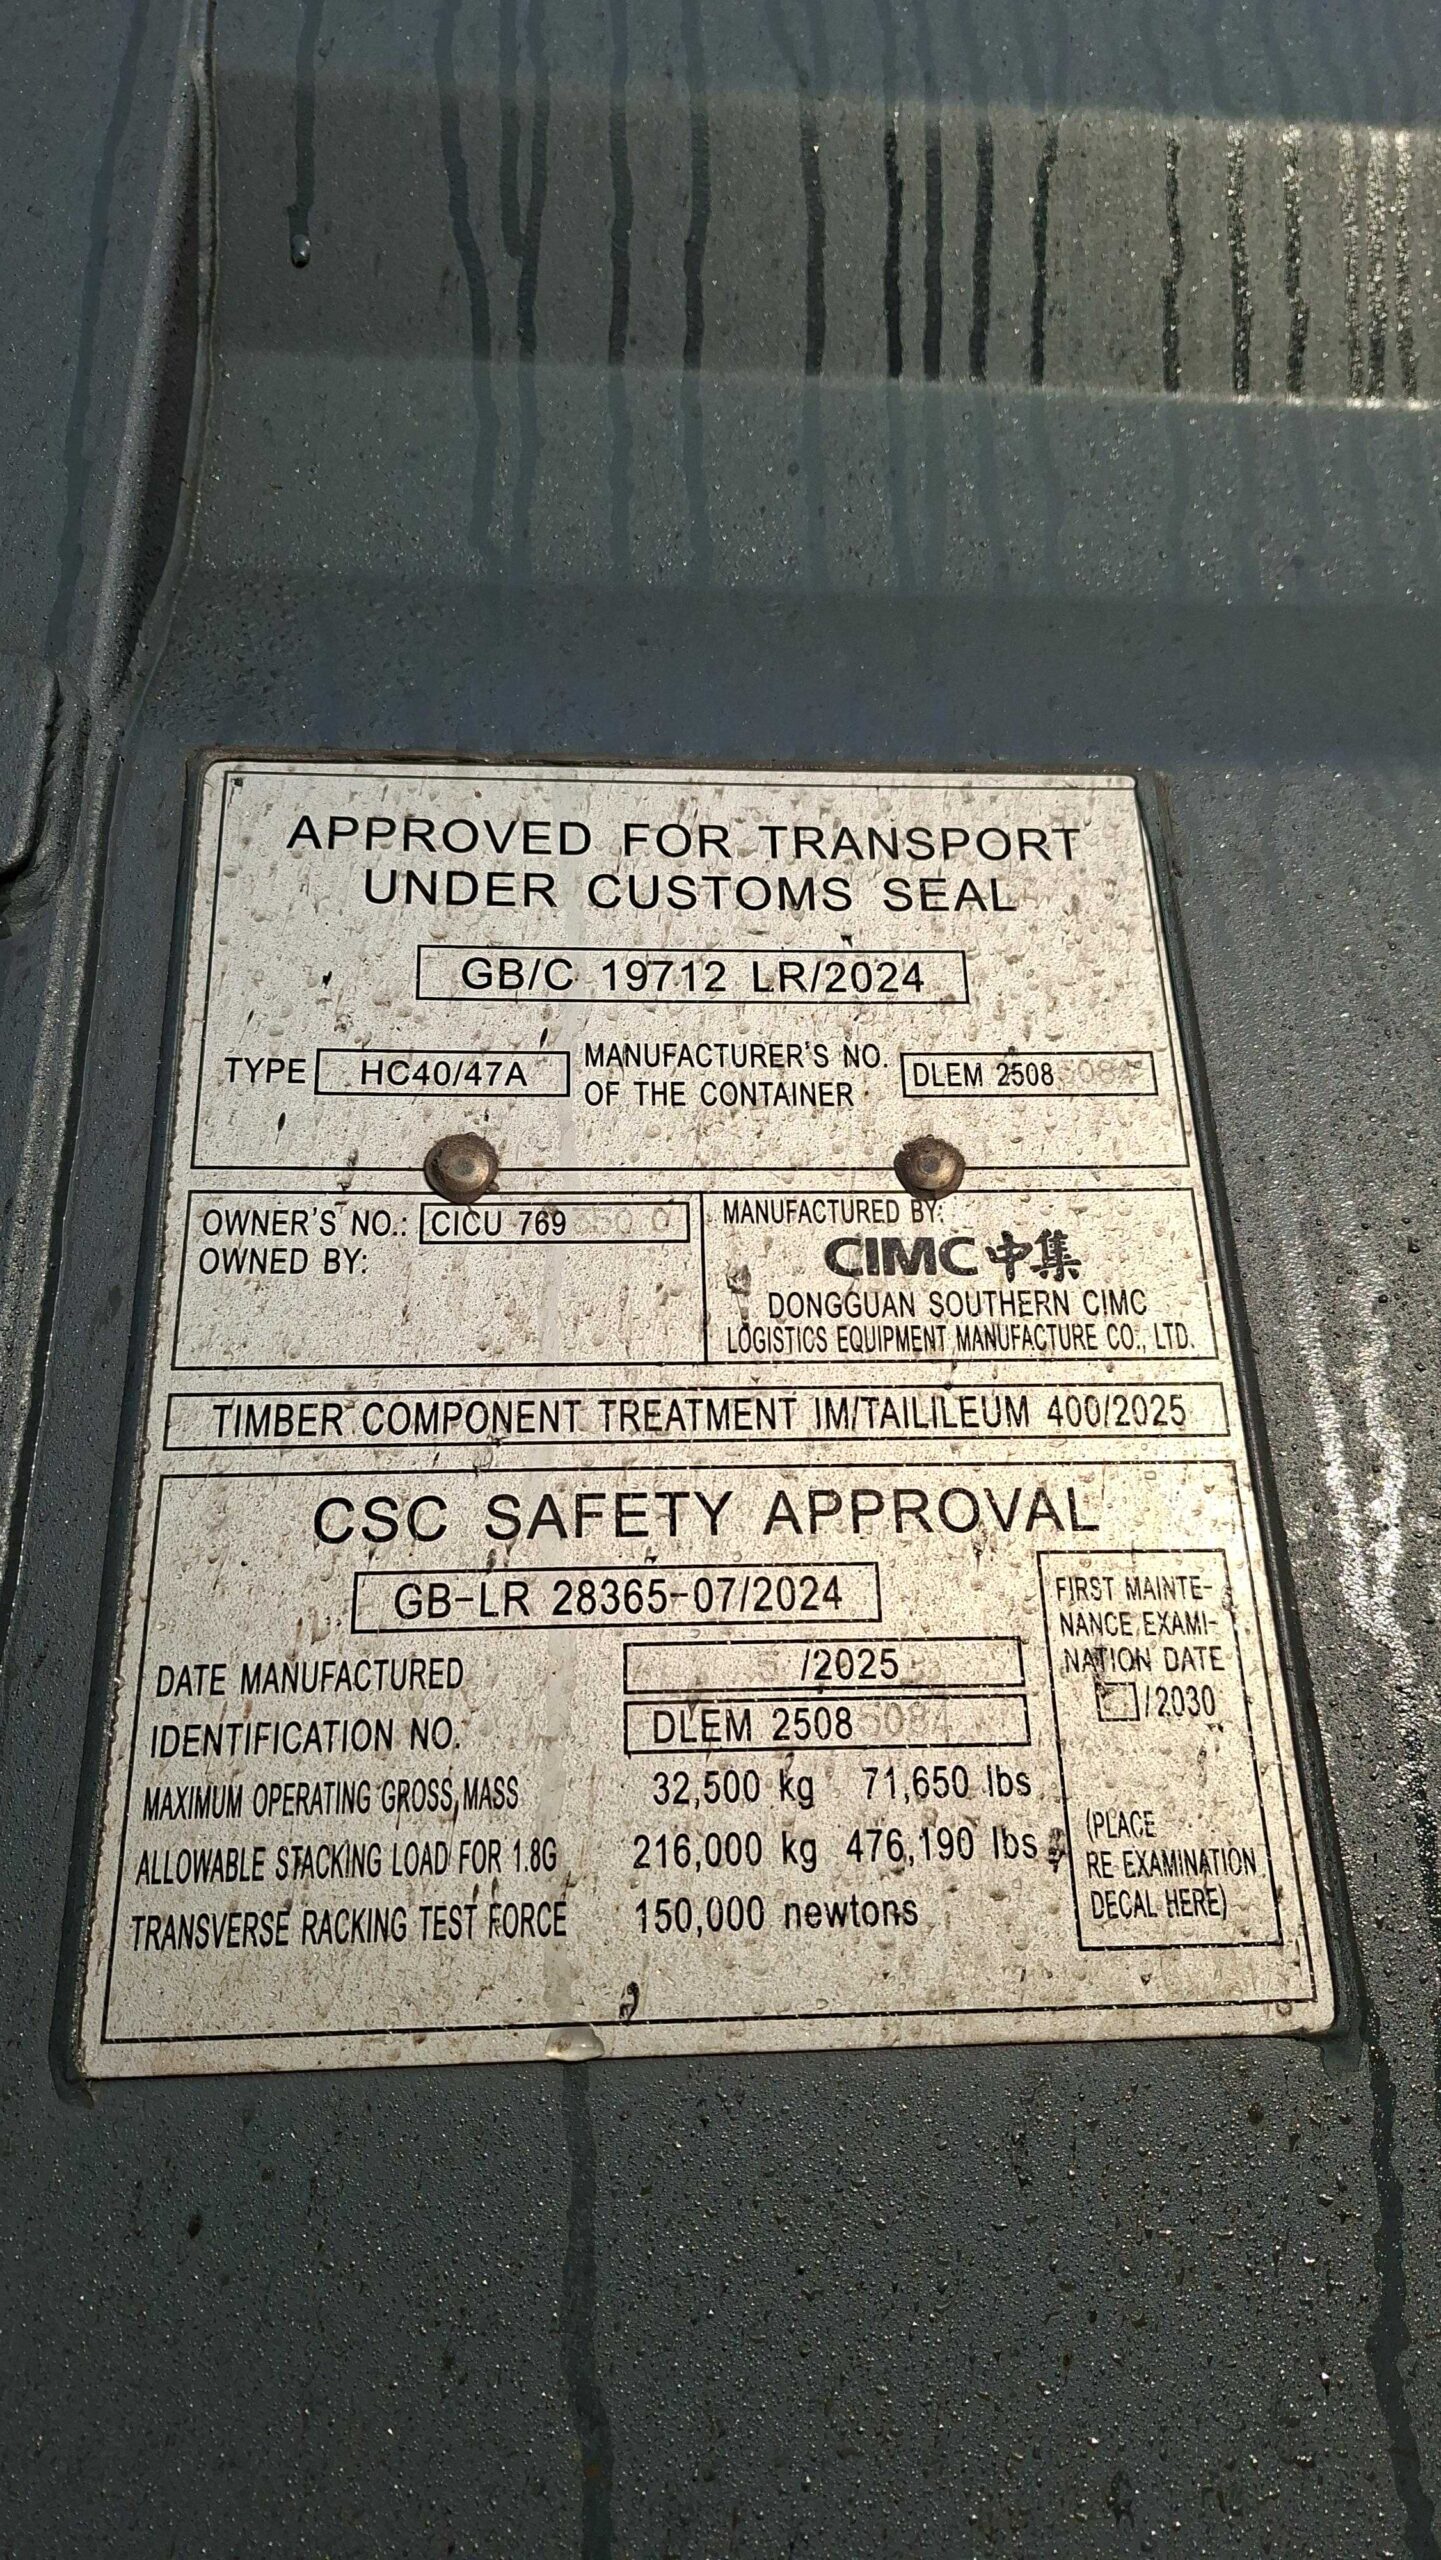 APPROVED FOR TRANSPORT
UNDER CUSTOMS SEAL
GB/C 19712 LR/2024
TYPE HC40/47A
MANUFACTURER'S NO.
OF THE CONTAINER
DLEM 2508
OWNER'S NO.: CICU 769
OWNED BY:
MANUFACTURED BY:
CIMC中集
DONGGUAN SOUTHERN CIMC
LOGISTICS EQUIPMENT MANUFACTURE CO., LTD.
TIMBER COMPONENT TREATMENT IM/TAILILEUM 400/2025
CSC SAFETY APPROVAL
GB-LR 28365-07/2024
DATE MANUFACTURED /2025
IDENTIFICATION NO. DLEM 2508
MAXIMUM OPERATING GROSS MASS 32,500 kg 71,650 lbs
ALLOWABLE STACKING LOAD FOR 1.8G 216,000 kg 476,190 lbs
TRANSVERSE RACKING TEST FORCE 150,000 newtons
FIRST MAINTE-
NANCE EXAMI-
NATION DATE
/2030
(PLACE
RE EXAMINATION
DECAL HERE)